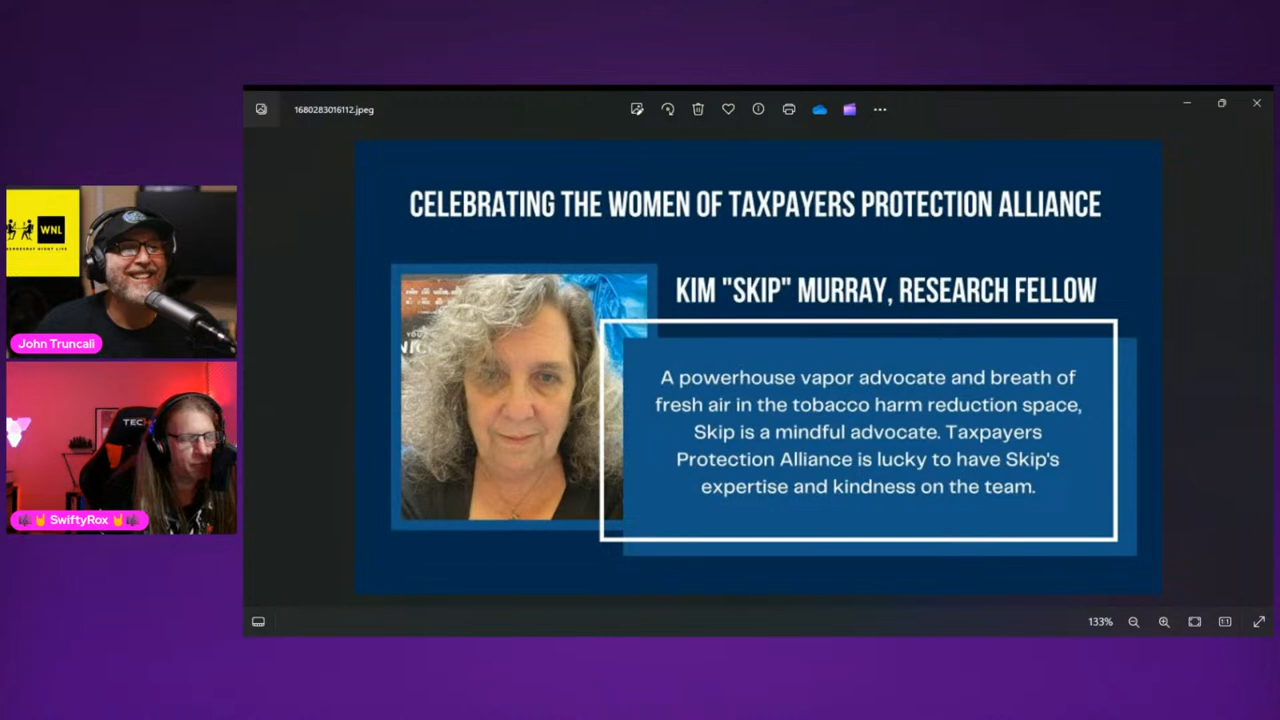 1680283016112.jpeg
CELEBRATING THE WOMEN OF TAXPAYERS PROTECTION ALLIANCE
KIM "SKIP" MURRAY, RESEARCH FELLOW
A powerhouse vapor advocate and breath of
fresh air in the tobacco harm reduction space,
Skip is a mindful advocate. Taxpayers
Protection Alliance is lucky to have Skip's
expertise and kindness on the team.
WNL
John Truncali
TECH
SwiftyRox
133%